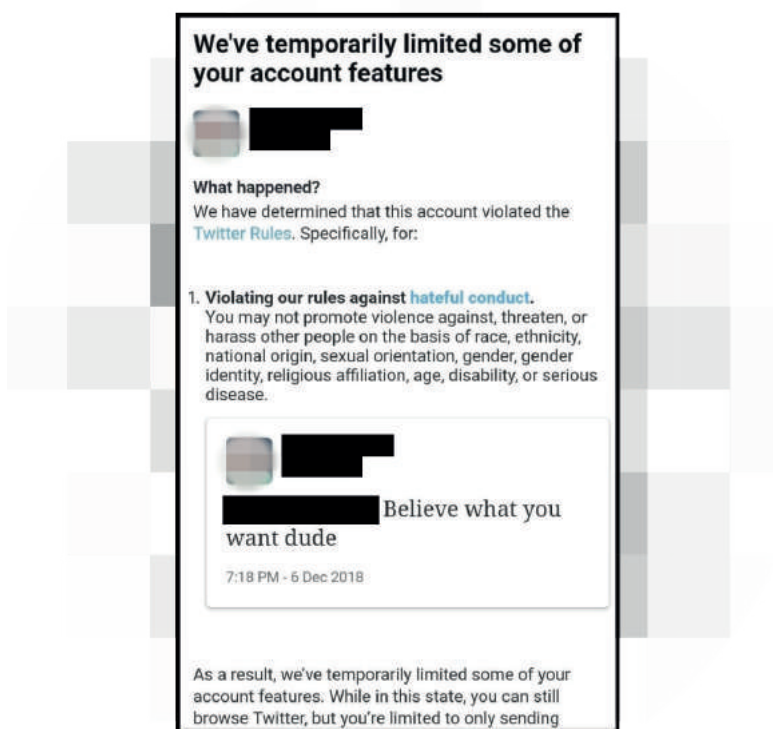 We've temporarily limited some of
your account features
What happened?
We have determined that this account violated the
Twitter Rules. Specifically, for:
1. Violating our rules against hateful conduct.
You may not promote violence against, threaten, or
harass other people on the basis of race, ethnicity,
national origin, sexual orientation, gender, gender
identity, religious affiliation, age, disability, or serious
disease.
Believe what you
want dude
7:18 PM - 6 Dec 2018
As a result, we've temporarily limited some of your
account features. While in this state, you can still
browse Twitter, but you're limited to only sending